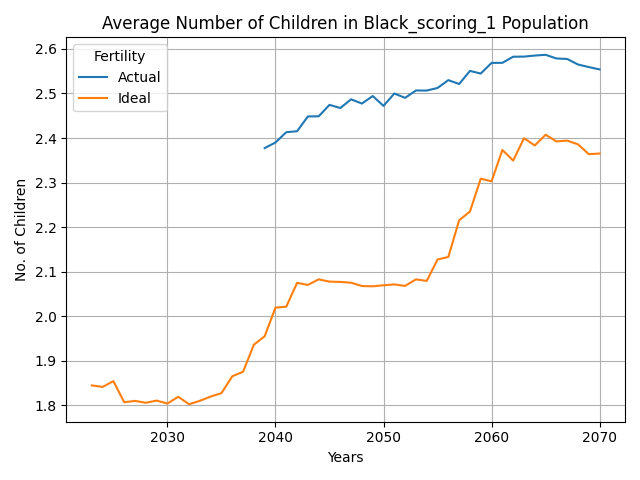 Average Number of Children in Black_scoring_1 Population
Fertility
Actual
Ideal
No. of Children
2.6
2.5
2.4
2.3
2.2
2.1
2.0
1.9
1.8
2030 2040 2050 2060 2070
Years